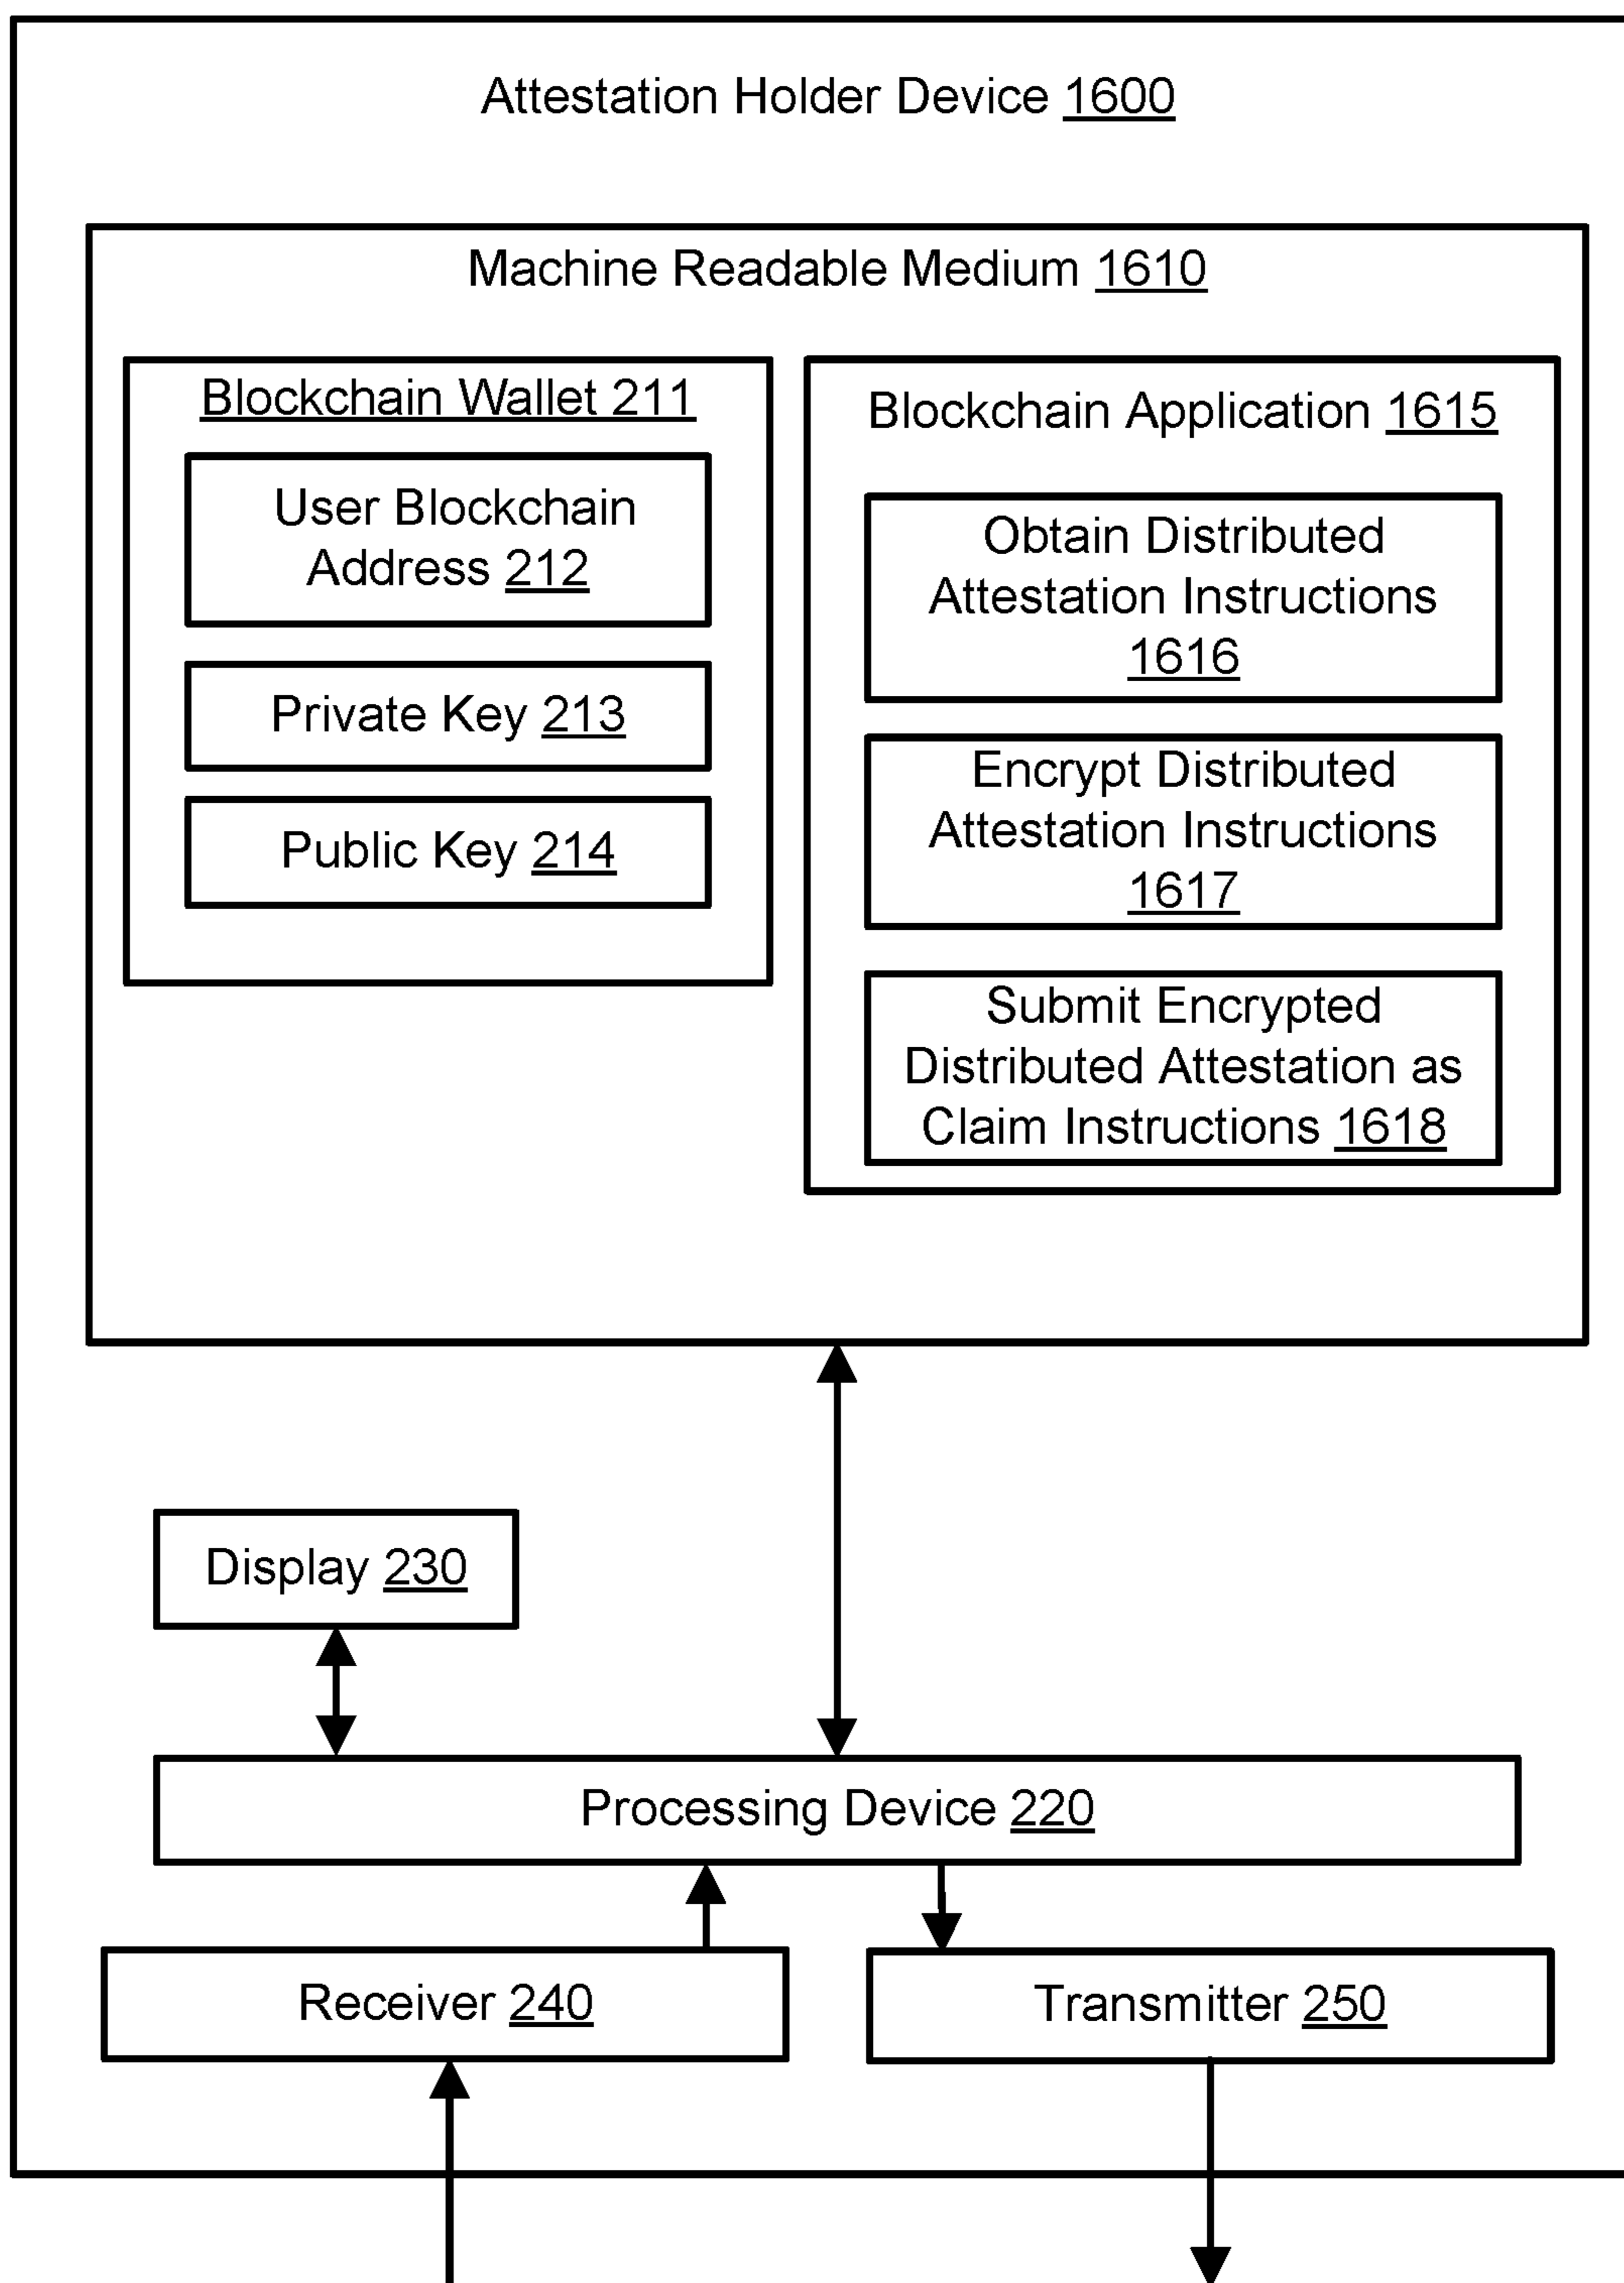 Attestation Holder Device 1600
Machine Readable Medium 1610
Blockchain Wallet 211
User Blockchain
Address 212
Private Key 213
Public Key 214
Blockchain Application 1615
Obtain Distributed
Attestation Instructions
1616
Encrypt Distributed
Attestation Instructions
1617
Submit Encrypted
Distributed Attestation as
Claim Instructions 1618
Display 230
Processing Device 220
Receiver 240
Transmitter 250